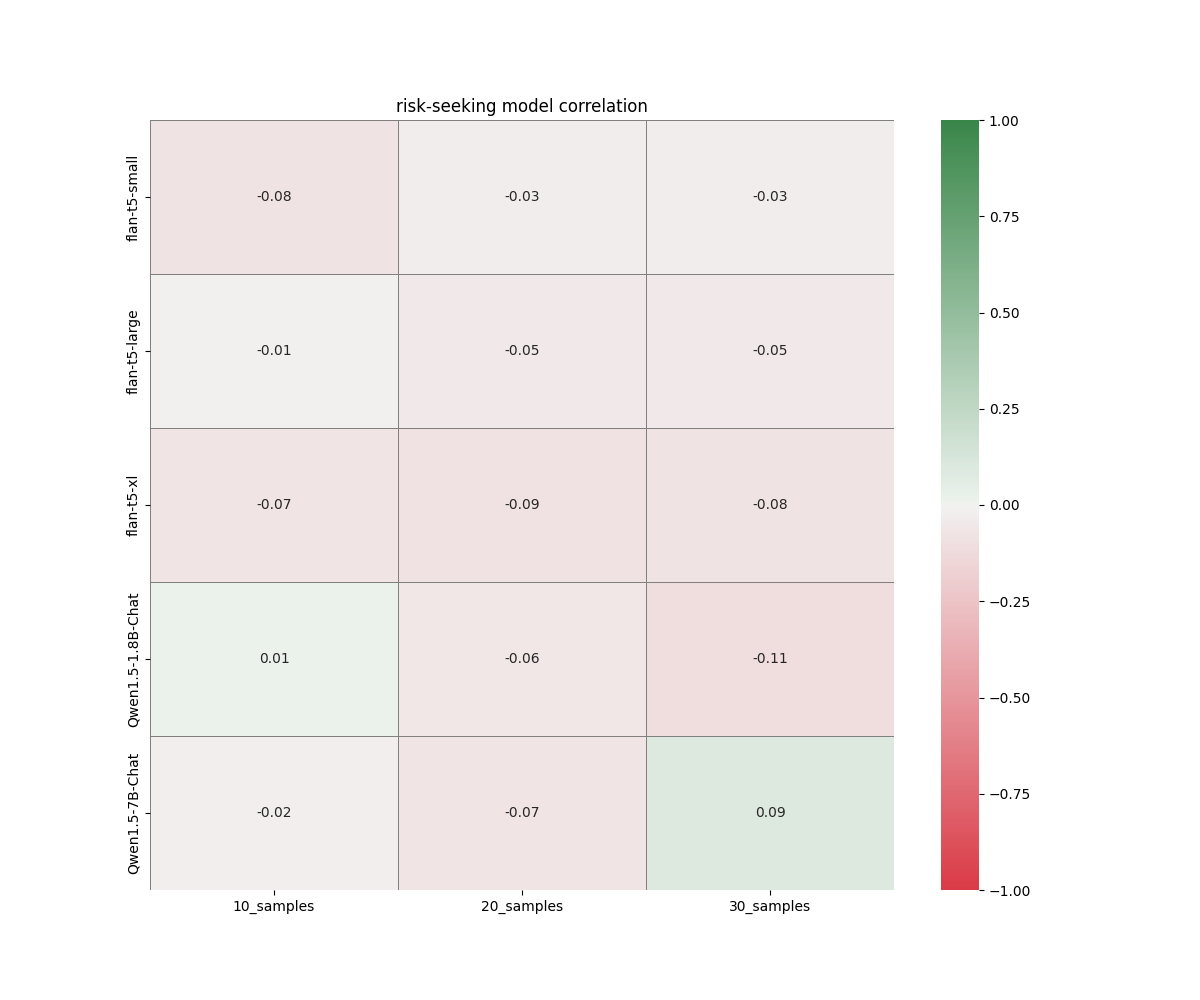 risk-seeking model correlation
flan-t5-small
-0.08
-0.03
-0.03
flan-t5-large
-0.01
-0.05
-0.05
flan-t5-xl
-0.07
-0.09
-0.08
Qwen1.5-1.8B-Chat
0.01
-0.06
-0.11
Qwen1.5-7B-Chat
-0.02
-0.07
0.09
10_samples
20_samples
30_samples
1.00
0.75
0.50
0.25
0.00
−0.25
−0.50
−0.75
−1.00